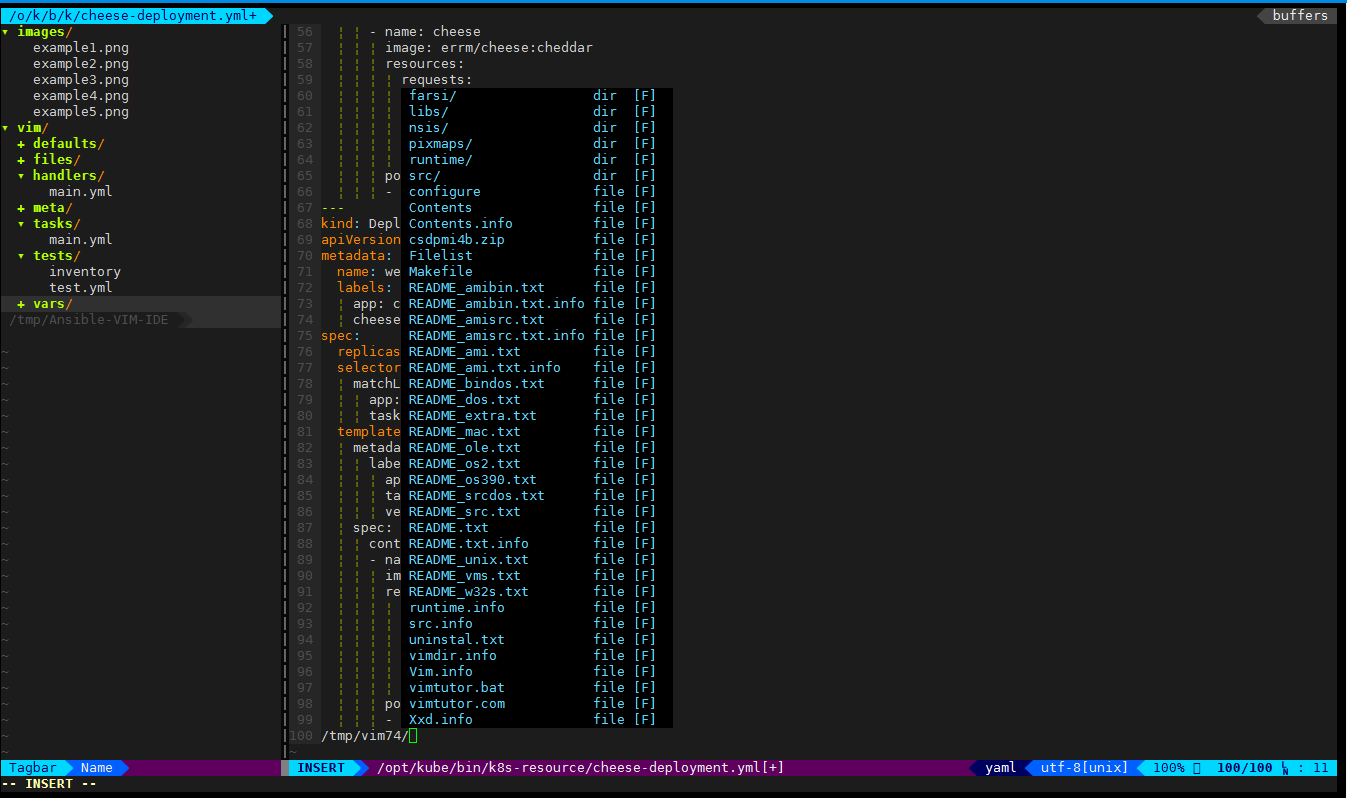 /o/k/b/k/cheese-deployment.yml+
buffers
▾ images/
example1.png
example2.png
example3.png
example4.png
example5.png
▾ vim/
+ defaults/
+ files/
▾ handlers/
main.yml
+ meta/
▾ tasks/
main.yml
▾ tests/
inventory
test.yml
+ vars/
/tmp/Ansible-VIM-IDE
56 ¦ ¦ - name: cheese
57 ¦ ¦ ¦ image: errm/cheese:cheddar
58 ¦ ¦ ¦ resources:
59 ¦ ¦ ¦ ¦ requests:
60 ¦ ¦ ¦ ¦ farsi/ dir [F]
61 ¦ ¦ ¦ ¦ libs/ dir [F]
62 ¦ ¦ ¦ ¦ nsis/ dir [F]
63 ¦ ¦ ¦ ¦ pixmaps/ dir [F]
64 ¦ ¦ ¦ ¦ runtime/ dir [F]
65 ¦ ¦ ¦ po src/ dir [F]
66 ¦ ¦ ¦ - configure file [F]
67 --- Contents file [F]
68 kind: Depl Contents.info file [F]
69 apiVersion csdpmi4b.zip file [F]
70 metadata: Filelist file [F]
71 name: we Makefile file [F]
72 labels: README_amibin.txt file [F]
73 ¦ app: c README_amibin.txt.info file [F]
74 ¦ cheese README_amisrc.txt file [F]
75 spec: README_amisrc.txt.info file [F]
76 replicas README_ami.txt file [F]
77 selector README_ami.txt.info file [F]
78 ¦ matchL README_bindos.txt file [F]
79 ¦ ¦ app: README_dos.txt file [F]
80 ¦ ¦ task README_extra.txt file [F]
81 template README_mac.txt file [F]
82 ¦ metada README_ole.txt file [F]
83 ¦ ¦ labe README_os2.txt file [F]
84 ¦ ¦ ¦ ap README_os390.txt file [F]
85 ¦ ¦ ¦ ta README_srcdos.txt file [F]
86 ¦ ¦ ¦ ve README_src.txt file [F]
87 ¦ spec: README.txt file [F]
88 ¦ ¦ cont README.txt.info file [F]
89 ¦ ¦ - na README_unix.txt file [F]
90 ¦ ¦ ¦ im README_vms.txt file [F]
91 ¦ ¦ ¦ re README_w32s.txt file [F]
92 ¦ ¦ ¦ ¦ runtime.info file [F]
93 ¦ ¦ ¦ ¦ src.info file [F]
94 ¦ ¦ ¦ ¦ uninstal.txt file [F]
95 ¦ ¦ ¦ ¦ vimdir.info file [F]
96 ¦ ¦ ¦ ¦ Vim.info file [F]
97 ¦ ¦ ¦ ¦ vimtutor.bat file [F]
98 ¦ ¦ ¦ po vimtutor.com file [F]
99 ¦ ¦ ¦ - Xxd.info file [F]
100 /tmp/vim74/
Tagbar Name
INSERT /opt/kube/bin/k8s-resource/cheese-deployment.yml[+] yaml utf-8[unix] 100% 100/100 : 11
-- INSERT --